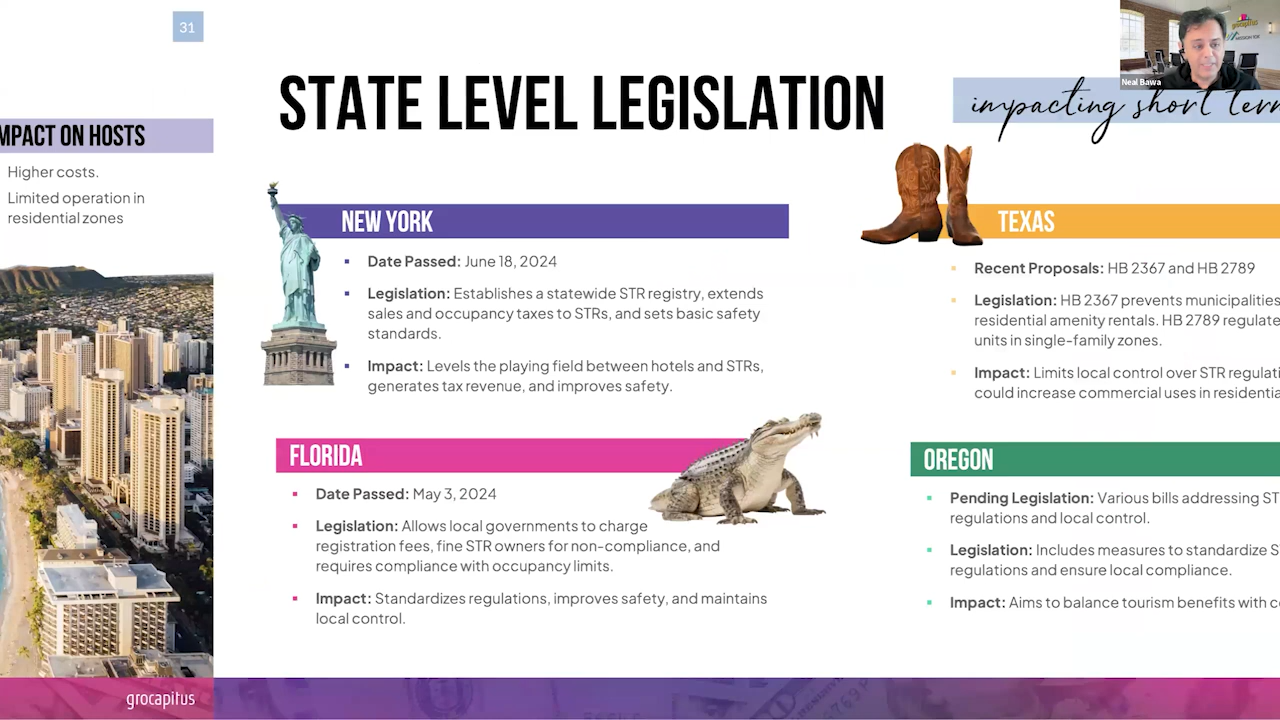 31
STATE LEVEL LEGISLATION
impacting short
Neal Bawa
grocapitus
MISSION 10K
MPACT ON HOSTS
Higher costs.
Limited operation in
residential zones
NEW YORK
Date Passed: June 18, 2024
Legislation: Establishes a statewide STR registry, extends
sales and occupancy taxes to STRs, and sets basic safety
standards.
Impact: Levels the playing field between hotels and STRs,
generates tax revenue, and improves safety.
TEXAS
Recent Proposals: HB 2367 and HB 2789
Legislation: HB 2367 prevents municipalities
residential amenity rentals. HB 2789 regulate
units in single-family zones.
Impact: Limits local control over STR regulati
could increase commercial uses in residentia
FLORIDA
Date Passed: May 3, 2024
Legislation: Allows local governments to charge
registration fees, fine STR owners for non-compliance, and
requires compliance with occupancy limits.
Impact: Standardizes regulations, improves safety, and maintains
local control.
OREGON
Pending Legislation: Various bills addressing ST
regulations and local control.
Legislation: Includes measures to standardize S
regulations and ensure local compliance.
Impact: Aims to balance tourism benefits with c
grocapitus